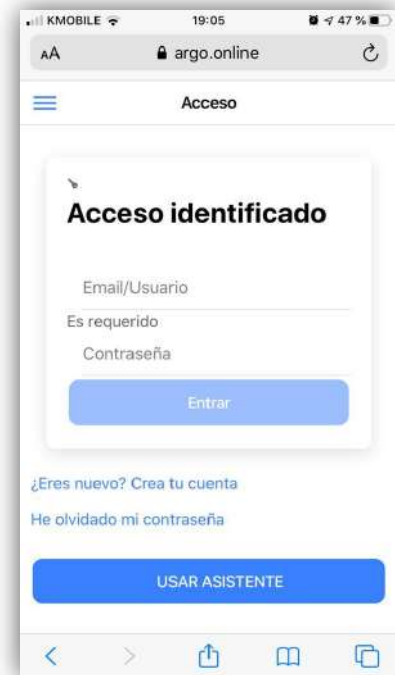 KMOBILE 19:05 47 %
AA argo.online
Acceso
Acceso identificado
Email/Usuario
Es requerido
Contraseña
Entrar
¿Eres nuevo? Crea tu cuenta
He olvidado mi contraseña
USAR ASISTENTE